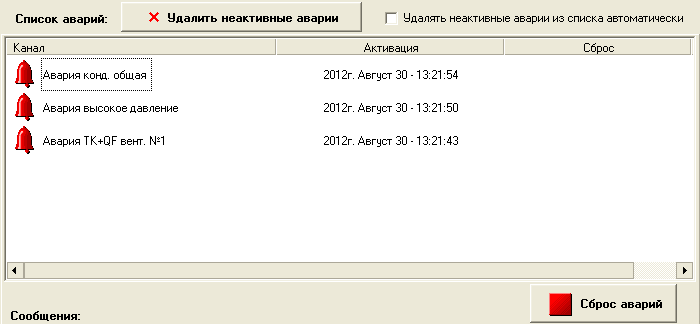 Список аварий: Удалить неактивные аварии Удалять неактивные аварии из списка автоматически
Канал Активация Сброс
Авария конд. общая 2012г. Август 30 - 13:21:54
Авария высокое давление 2012г. Август 30 - 13:21:50
Авария ТК+QF вент. №1 2012г. Август 30 - 13:21:43
Сброс аварий
Сообщения: